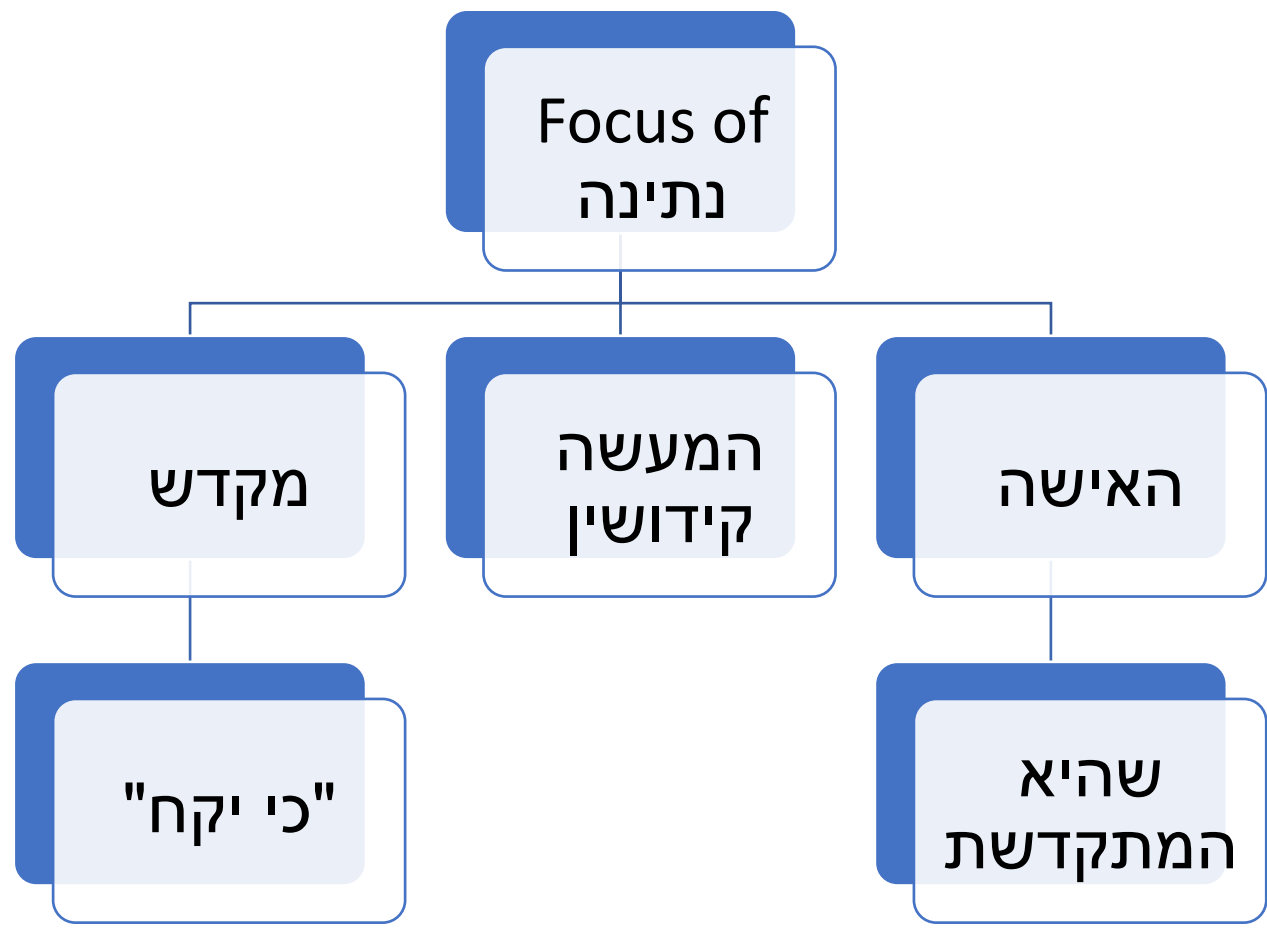 Focus of
נתינה
האישה
המעשה
קידושין
מקדש
שהיא
המתקדשת
"כי יקח"